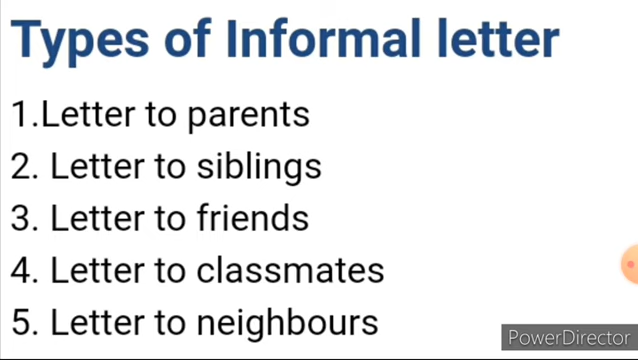 Types of Informal letter
1.Letter to parents
2. Letter to siblings
3. Letter to friends
4. Letter to classmates
5. Letter to neighbours
PowerDirector